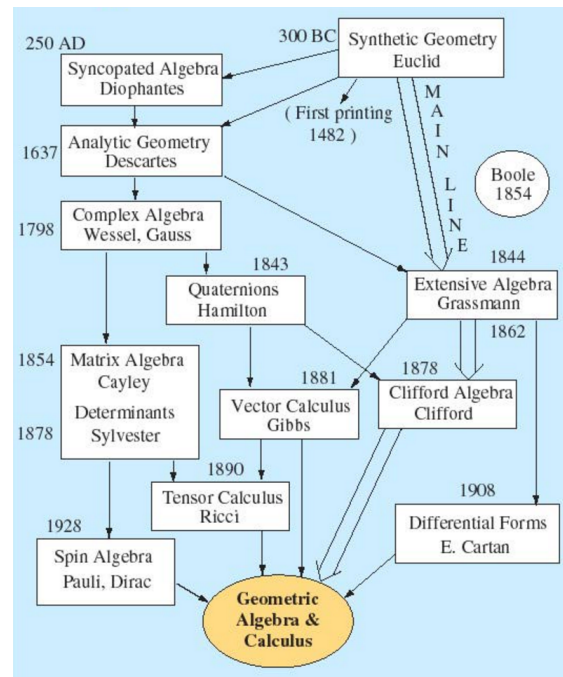 300 BC
Synthetic Geometry
Euclid
250 AD
Syncopated Algebra
Diophantes
( First printing
1482 )
MAIN LINE
1637
Analytic Geometry
Descartes
Boole
1854
1798
Complex Algebra
Wessel, Gauss
1843
Quaternions
Hamilton
1844
Extensive Algebra
Grassmann
1862
1854
Matrix Algebra
Cayley
Determinants
1878
Sylvester
1881
Vector Calculus
Gibbs
1878
Clifford Algebra
Clifford
1890
Tensor Calculus
Ricci
1908
Differential Forms
E. Cartan
1928
Spin Algebra
Pauli, Dirac
Geometric
Algebra &
Calculus